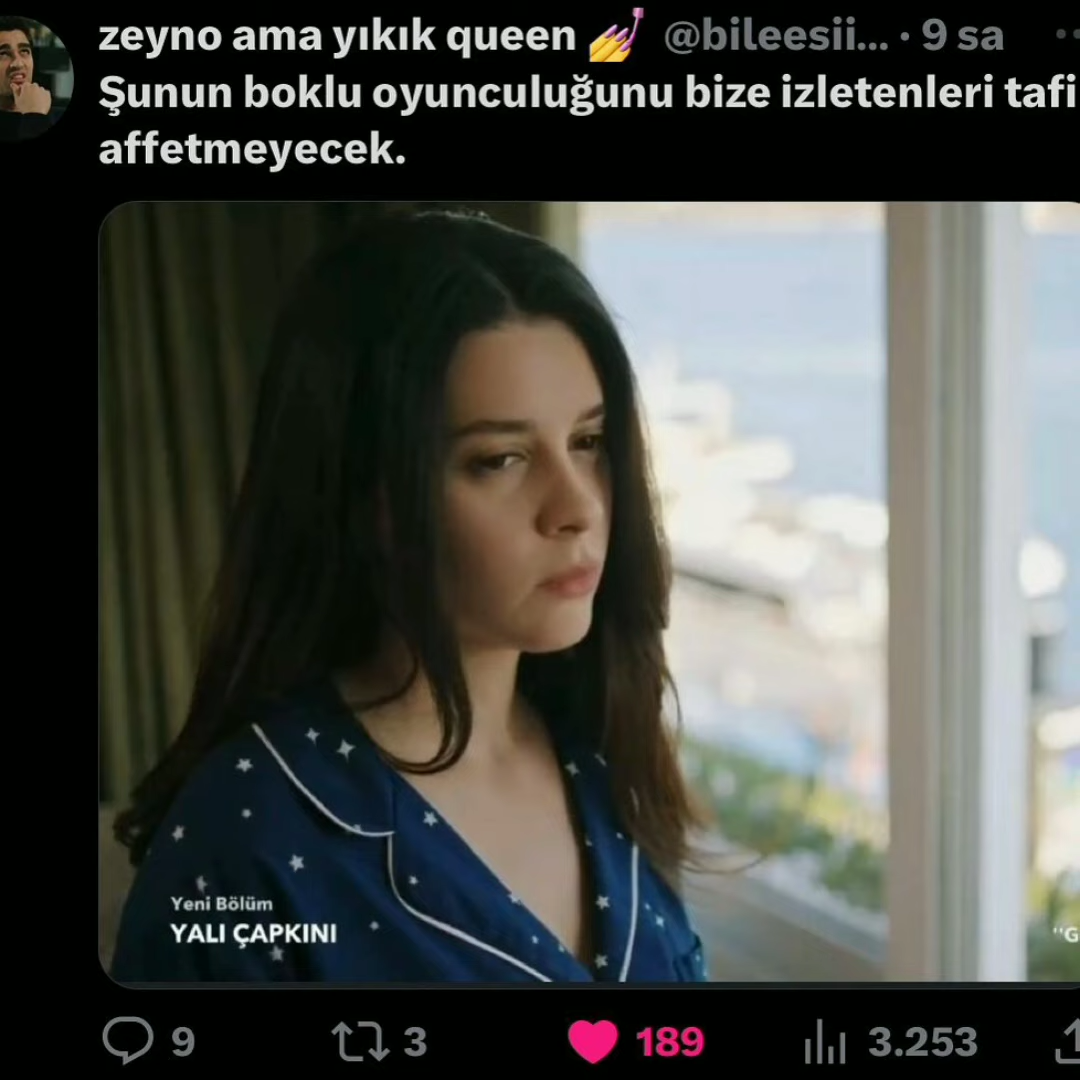 zeyno ama yıkık queen 💅 @bileesii... · 9 sa
Şunun boklu oyunculuğunu bize izletenleri tafi
affetmeyecek.
Yeni Bölüm
YALI ÇAPKINI
"G
9 3 189 3.253